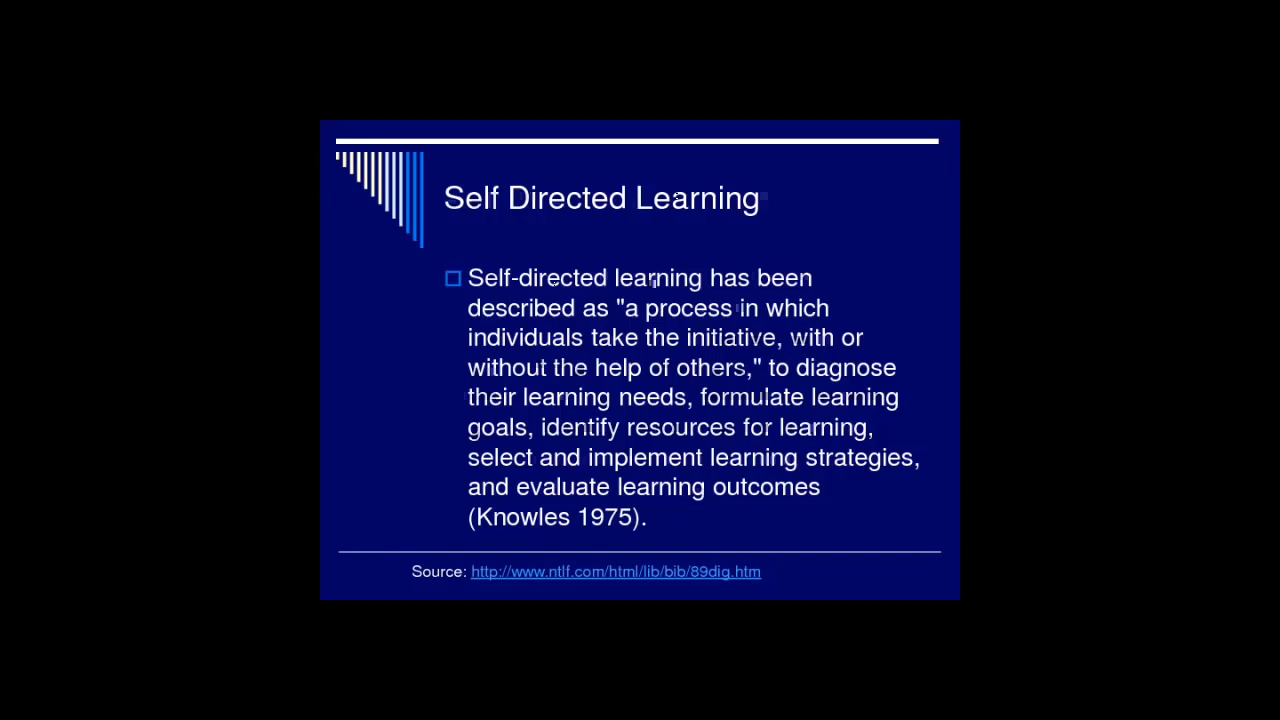 Self Directed Learning
Self-directed learning has been
described as "a process in which
individuals take the initiative, with or
without the help of others," to diagnose
their learning needs, formulate learning
goals, identify resources for learning,
select and implement learning strategies,
and evaluate learning outcomes
(Knowles 1975).
Source: http://www.ntlf.com/html/lib/bib/89dig.htm